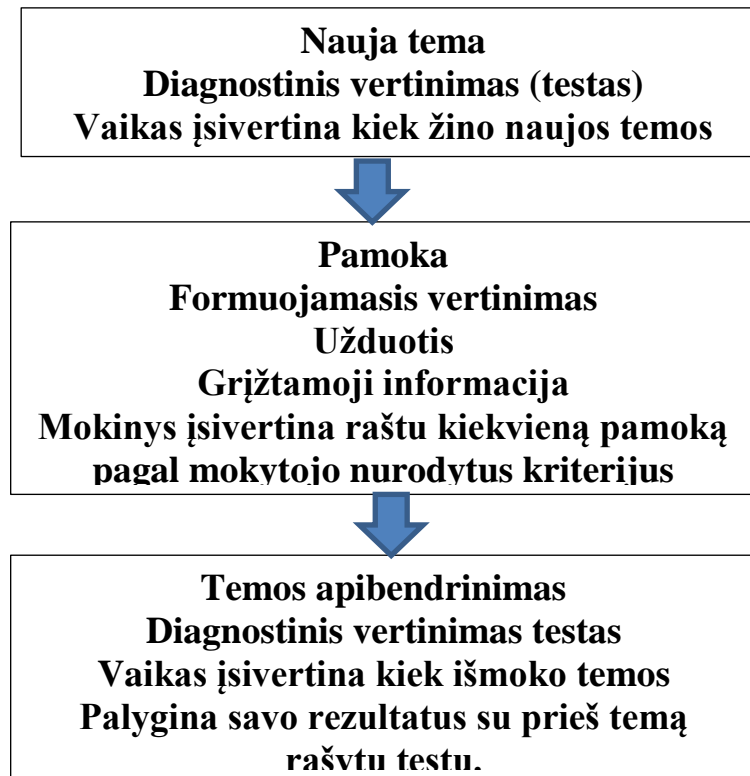 Nauja tema
Diagnostinis vertinimas (testas)
Vaikas įsivertina kiek žino naujos temos
Pamoka
Formuojamasis vertinimas
Užduotis
Grįžtamoji informacija
Mokinys įsivertina raštu kiekvieną pamoką
pagal mokytojo nurodytus kriterijus
Temos apibendrinimas
Diagnostinis vertinimas testas
Vaikas įsivertina kiek išmoko temos
Palygina savo rezultatus su prieš temą
rašytu testu.